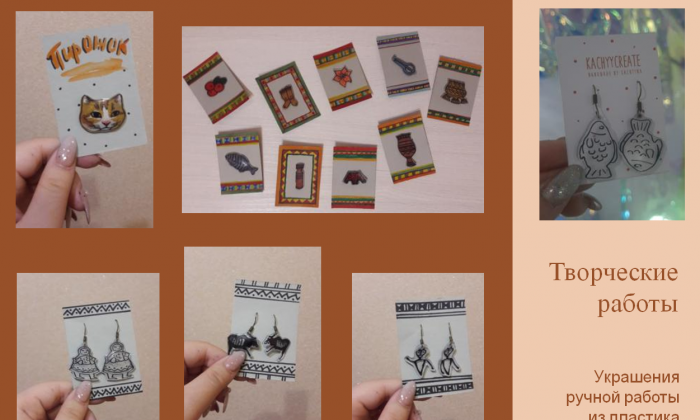 Пирожок
KACHYYCREATE
Творческие
работы
Украшения
ручной работы
из пластика